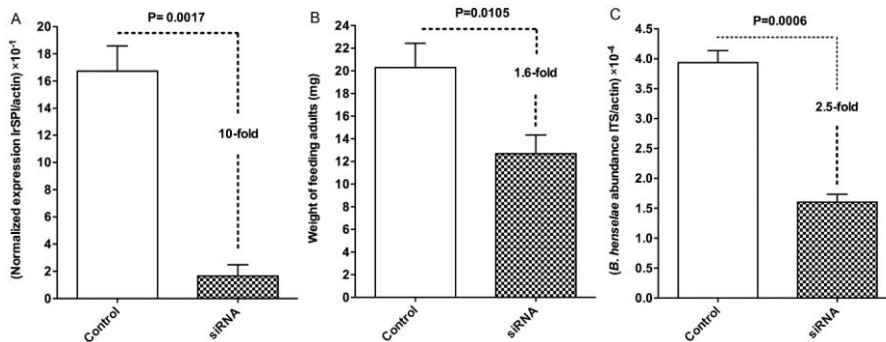 A
P= 0.0017
(Normalized expression IrSPI/actin) ×10⁻¹
20
18
16
14
12
10
8
6
4
2
0
10-fold
Control
siRNA
B
P=0.0105
Weight of feeding adults (mg)
24
22
20
18
16
14
12
10
8
6
4
2
0
1.6-fold
Control
siRNA
C
P=0.0006
(B. henselae abundance ITS/actin) ×10⁻⁴
4.5
4.0
3.5
3.0
2.5
2.0
1.5
1.0
0.5
0.0
2.5-fold
Control
siRNA